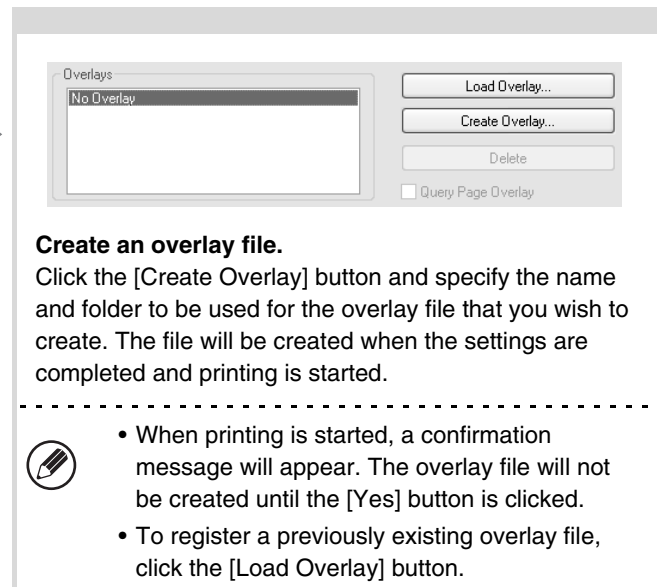 Overlays
No Overlay
Load Overlay...
Create Overlay...
Delete
Query Page Overlay
Create an overlay file.
Click the [Create Overlay] button and specify the name
and folder to be used for the overlay file that you wish to
create. The file will be created when the settings are
completed and printing is started.
• When printing is started, a confirmation
message will appear. The overlay file will not
be created until the [Yes] button is clicked.
• To register a previously existing overlay file,
click the [Load Overlay] button.